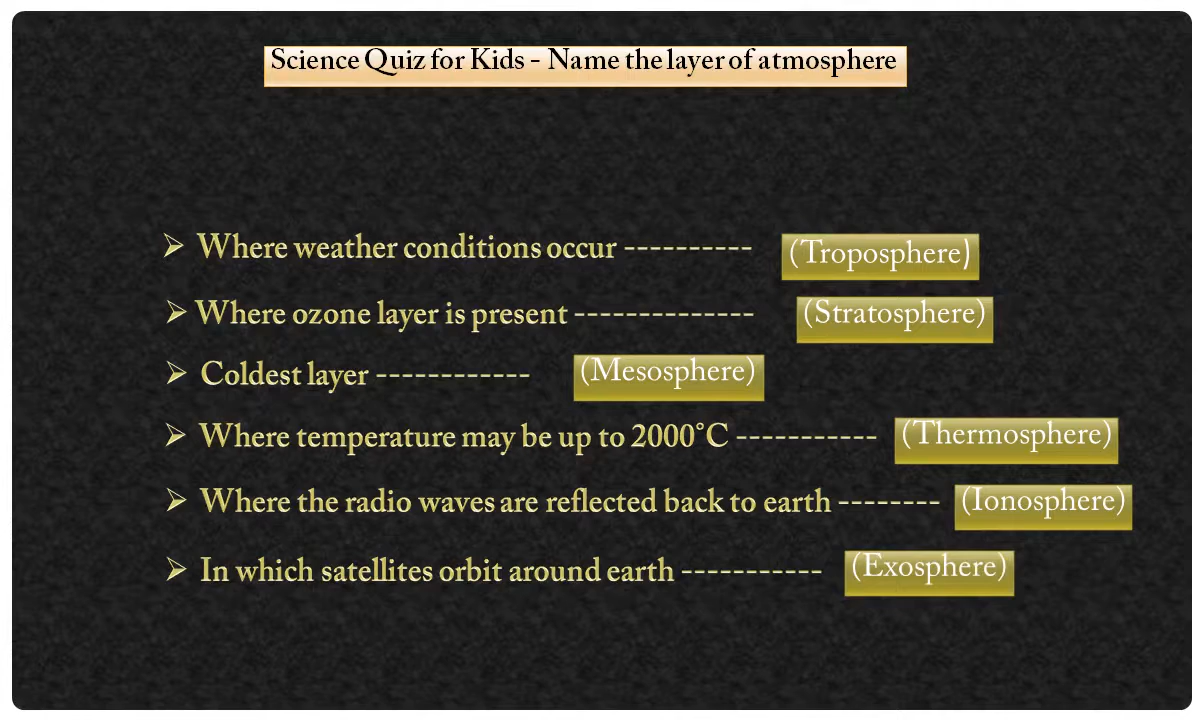 Science Quiz for Kids - Name the layer of atmosphere
➢ Where weather conditions occur ---------- (Troposphere)
➢ Where ozone layer is present -------------- (Stratosphere)
➢ Coldest layer ------------ (Mesosphere)
➢ Where temperature may be up to 2000°C ----------- (Thermosphere)
➢ Where the radio waves are reflected back to earth -------- (Ionosphere)
➢ In which satellites orbit around earth ----------- (Exosphere)